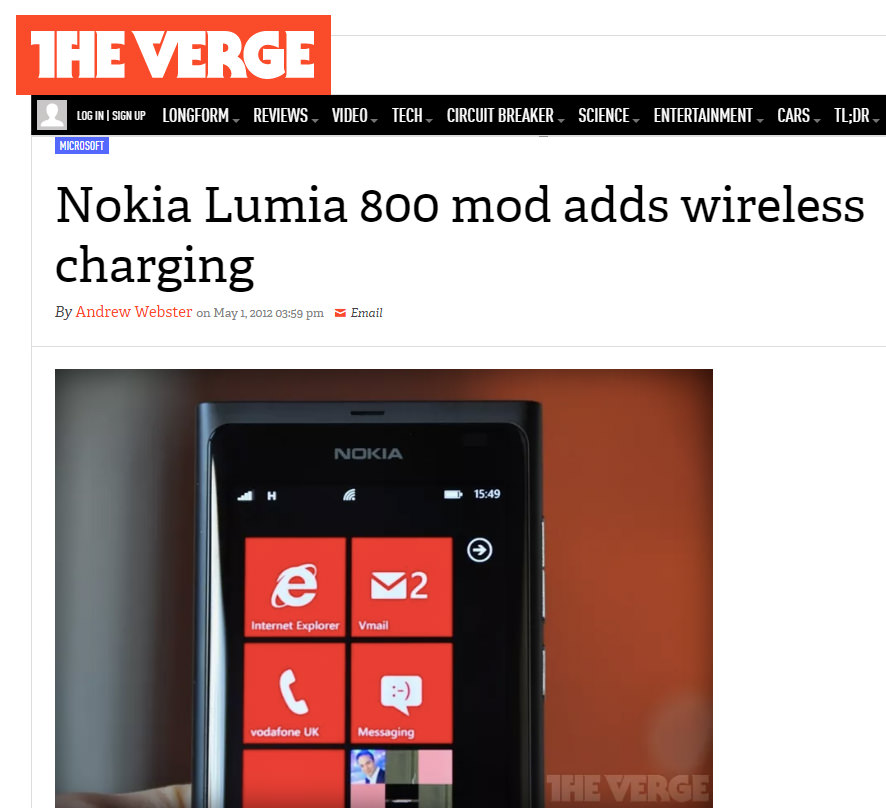 THE VERGE
LOG IN | SIGN UP LONGFORM REVIEWS VIDEO TECH CIRCUIT BREAKER SCIENCE ENTERTAINMENT CARS TL;DR
MICROSOFT
Nokia Lumia 800 mod adds wireless
charging
By Andrew Webster on May 1, 2012 03:59 pm Email
NOKIA
H 15:49
2
Internet Explorer Vmail
:-)
vodafone UK Messaging
THE VERGE